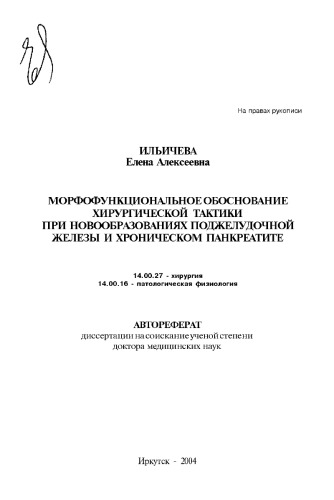 На правах рукописи
ИЛЬИЧЕВА
Елена Алексеевна
МОРФОФУНКЦИОНАЛЬНОЕ ОБОСНОВАНИЕ
ХИРУРГИЧЕСКОЙ ТАКТИКИ
ПРИ НОВООБРАЗОВАНИЯХ ПОДЖЕЛУДОЧНОЙ
ЖЕЛЕЗЫ И ХРОНИЧЕСКОМ ПАНКРЕАТИТЕ
14.00.27 - хирургия
14.00.16 - патологическая физиология
АВТОРЕФЕРАТ
диссертации на соискание ученой степени
доктора медицинских наук
Иркутск - 2004